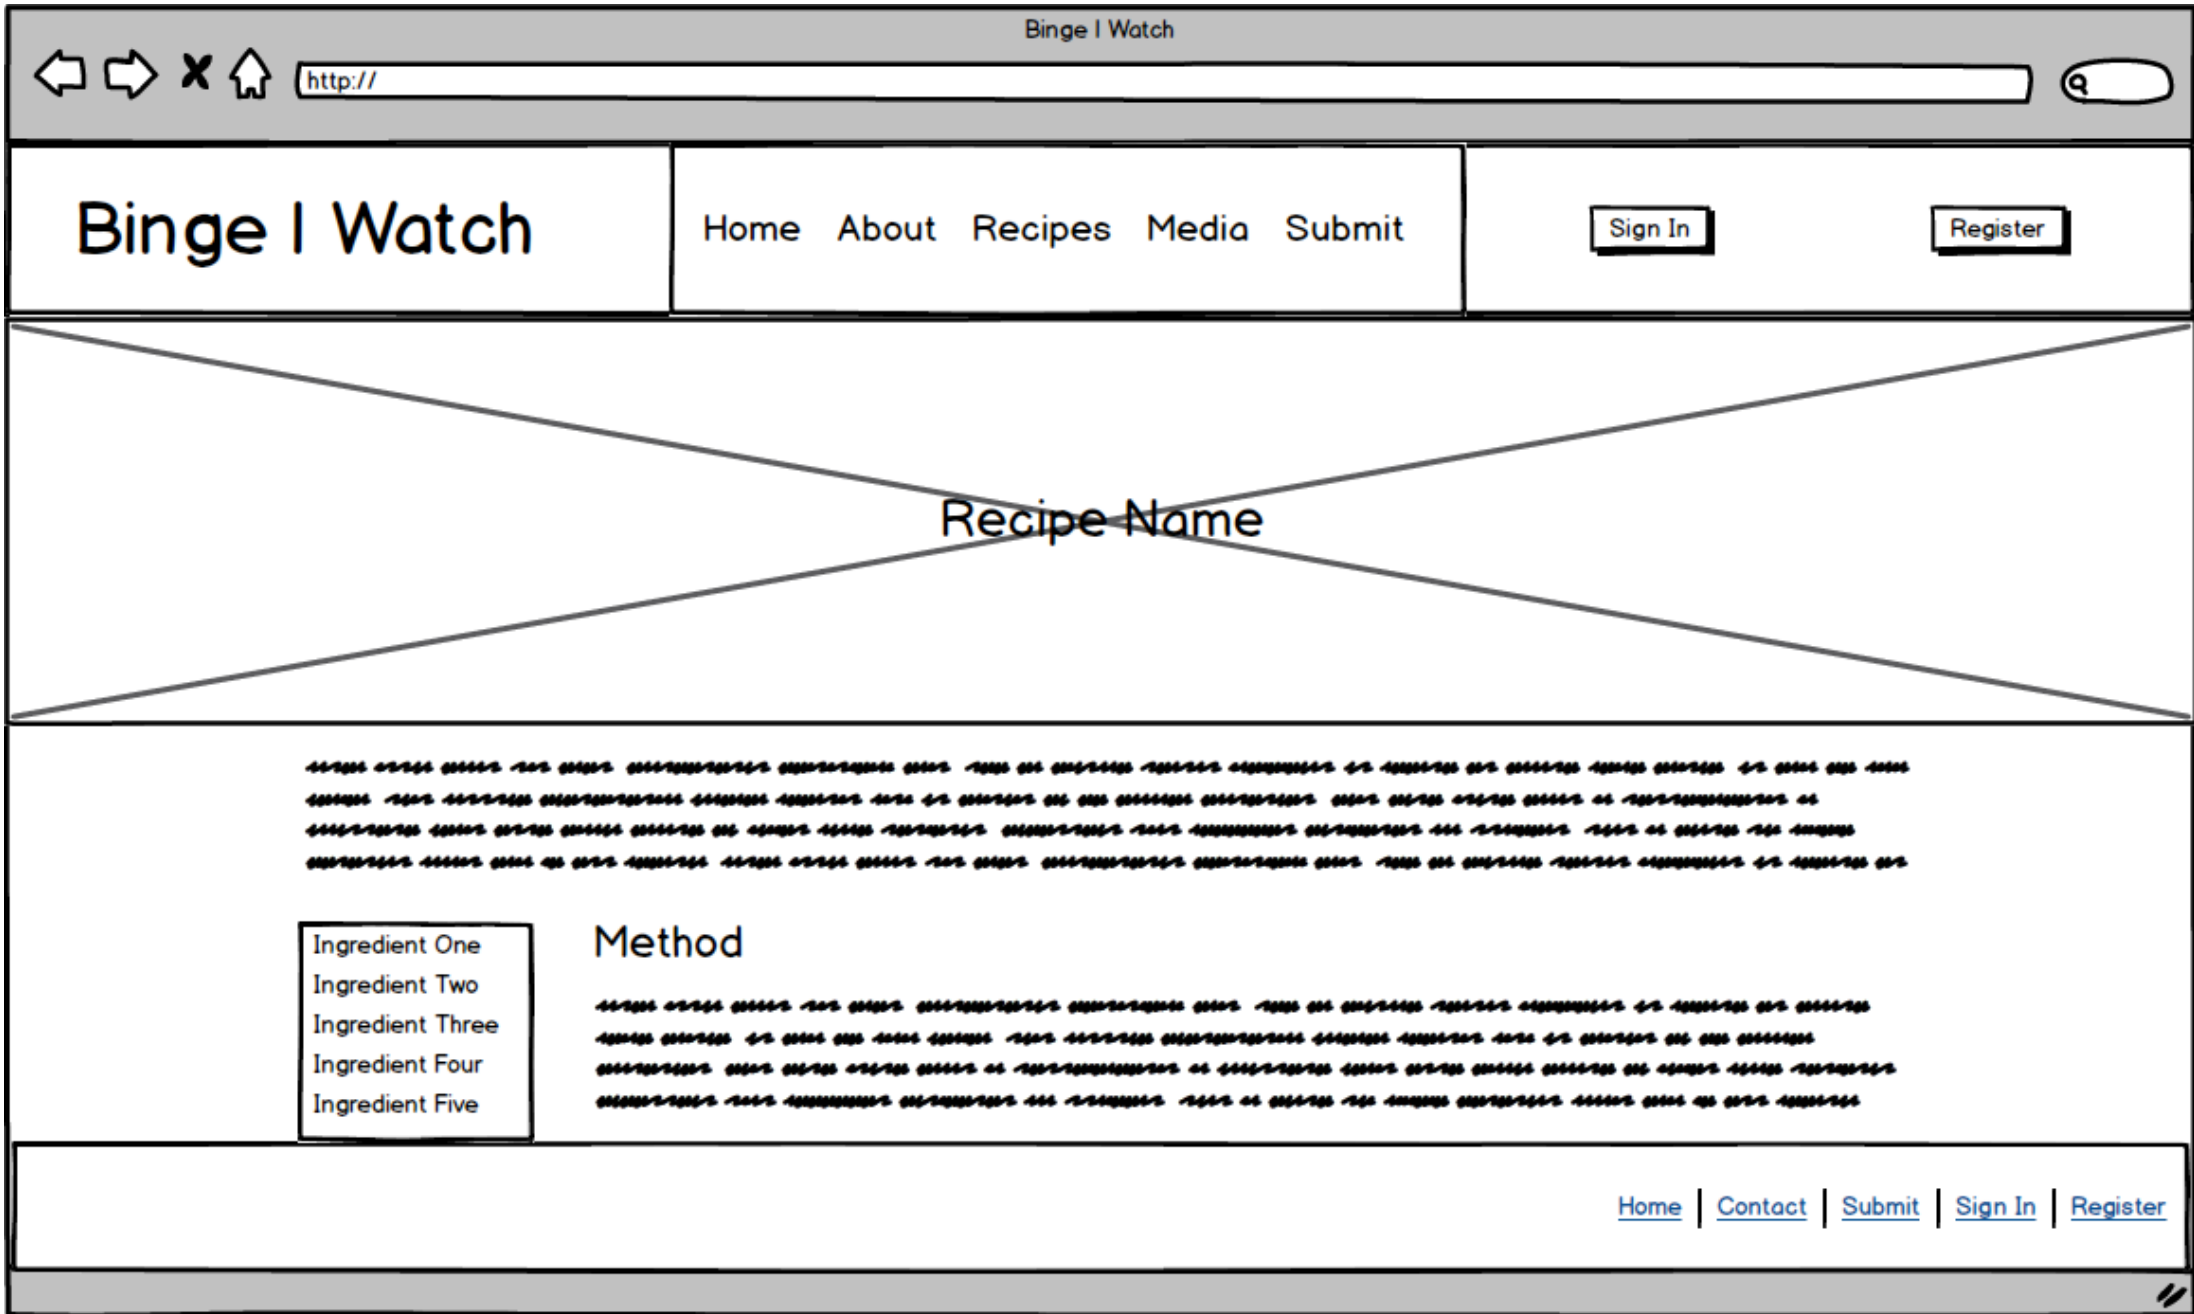 Binge | Watch
http://
Binge | Watch
Home About Recipes Media Submit
Sign In
Register
Recipe Name
Ingredient One
Ingredient Two
Ingredient Three
Ingredient Four
Ingredient Five
Method
Home | Contact | Submit | Sign In | Register